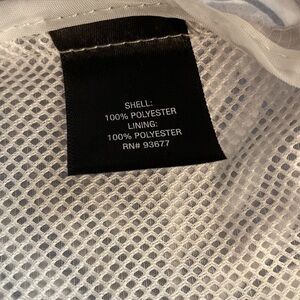 SHELL:
100% POLYESTER
LINING:
100% POLYESTER
RN# 93677